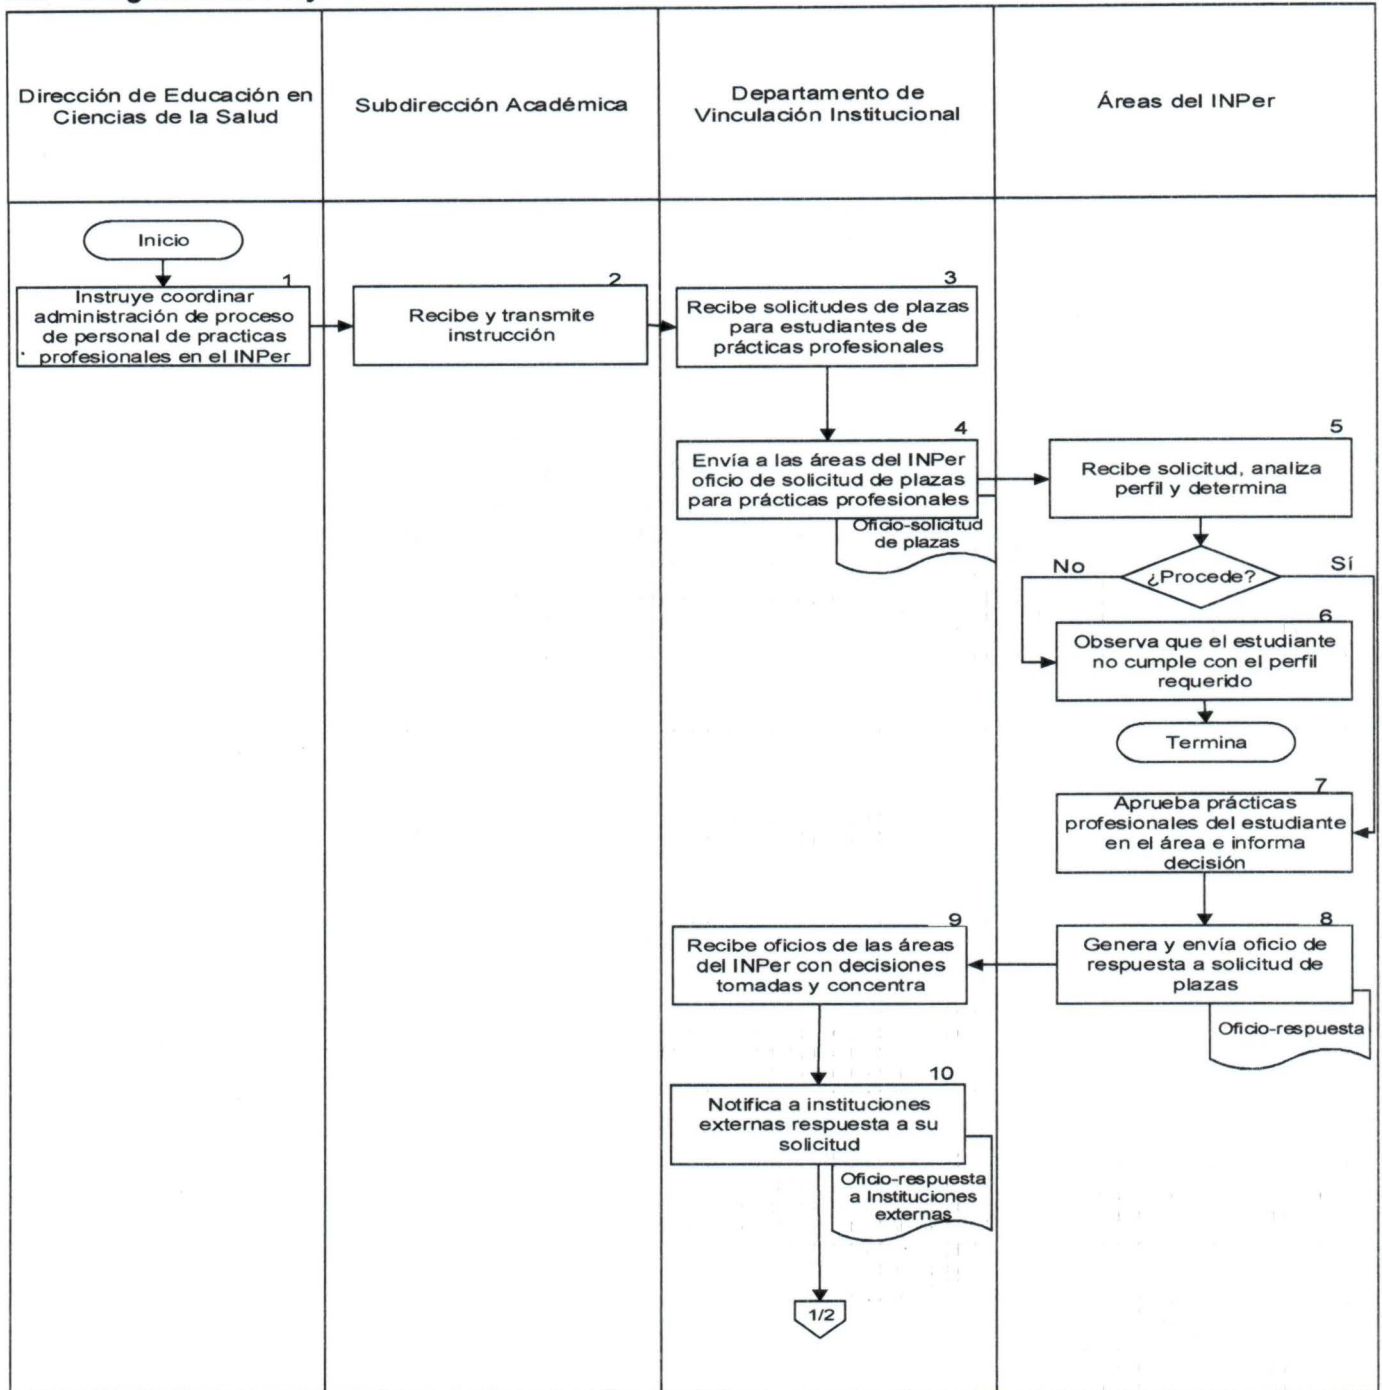 Dirección de Educación en
Ciencias de la Salud
Subdirección Académica
Departamento de
Vinculación Institucional
Áreas del INPer
Inicio
1
Instruye coordinar
administración de proceso
de personal de practicas
profesionales en el INPer
2
Recibe y transmite
instrucción
3
Recibe solicitudes de plazas
para estudiantes de
prácticas profesionales
4
Envía a las áreas del INPer
oficio de solicitud de plazas
para prácticas profesionales
Oficio-solicitud
de plazas
5
Recibe solicitud, analiza
perfil y determina
¿Procede?
No
Sí
6
Observa que el estudiante
no cumple con el perfil
requerido
Termina
7
Aprueba prácticas
profesionales del estudiante
en el área e informa
decisión
8
Genera y envía oficio de
respuesta a solicitud de
plazas
Oficio-respuesta
9
Recibe oficios de las áreas
del INPer con decisiones
tomadas y concentra
10
Notifica a instituciones
externas respuesta a su
solicitud
Oficio-respuesta
a Instituciones
externas
1/2